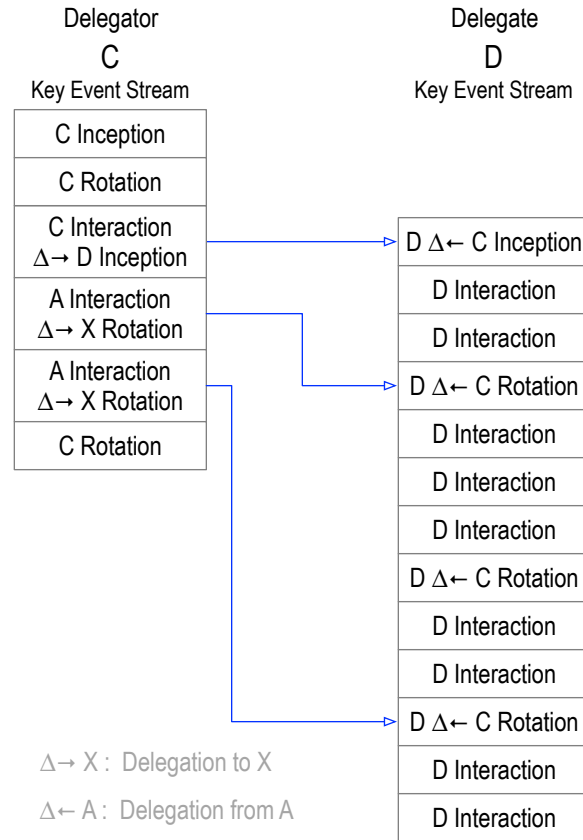 Delegator
C
Key Event Stream
C Inception
C Rotation
C Interaction
Δ→ D Inception
A Interaction
Δ→ X Rotation
A Interaction
Δ→ X Rotation
C Rotation
Delegate
D
Key Event Stream
D Δ← C Inception
D Interaction
D Interaction
D Δ← C Rotation
D Interaction
D Interaction
D Interaction
D Δ← C Rotation
D Interaction
D Interaction
D Δ← C Rotation
D Interaction
D Interaction
Δ→ X : Delegation to X
Δ← A : Delegation from A